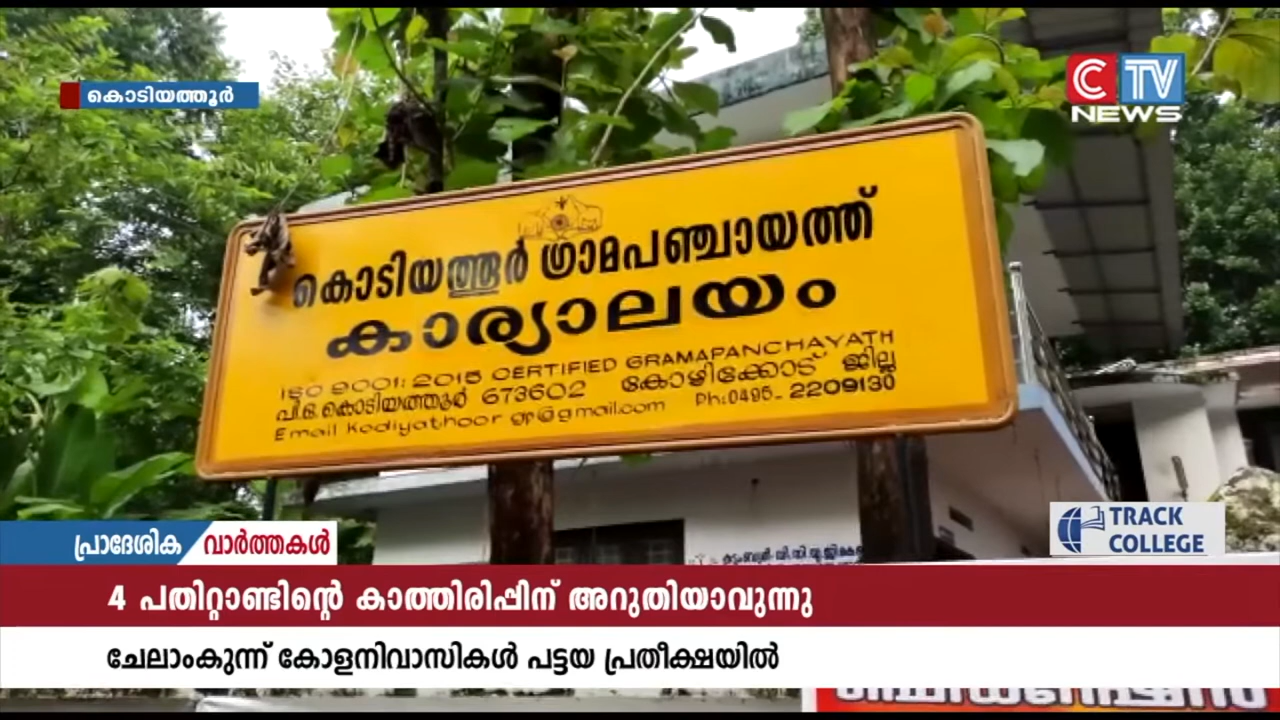 കൊടിയത്തൂർ
CTV
NEWS
കൊടിയത്തൂർ ഗ്രാമപഞ്ചായത്ത്
കാര്യാലയം
ISO 9001:2015 CERTIFIED GRAMAPANCHAYATH
പി.ഒ.കൊടിയത്തൂർ 673602 കോഴിക്കോട് ജില്ല
Email Kodiyathoor gp@gmail.com Ph:0495-2209130
TRACK
COLLEGE
പ്രാദേശിക വാർത്തകൾ
4 പതിറ്റാണ്ടിന്റെ കാത്തിരിപ്പിന് അറുതിയാവുന്നു
ചേലാംകുന്ന് കോളനിവാസികൾ പട്ടയ പ്രതീക്ഷയിൽ